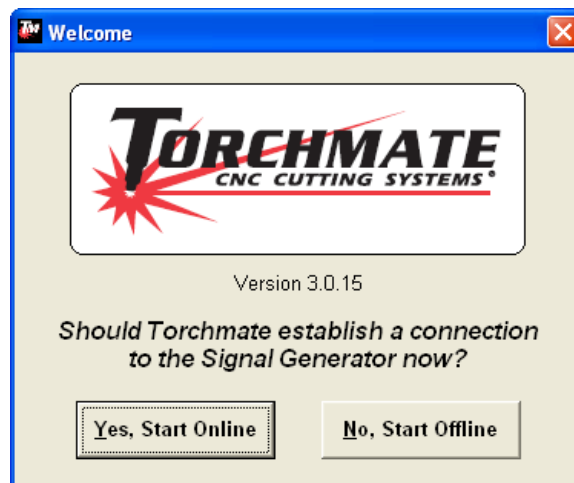 Welcome
TORCHMATE
CNC CUTTING SYSTEMS®
Version 3.0.15
Should Torchmate establish a connection
to the Signal Generator now?
Yes, Start Online
No, Start Offline